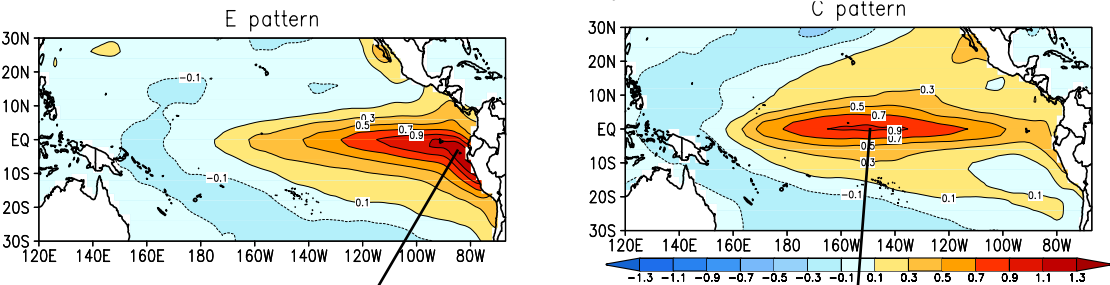 E pattern
30N
20N
10N
EQ
10S
20S
30S
120E 140E 160E 180 160W 140W 120W 100W 80W
-0.1
0.3
0.5
0.7
0.9
-0.1
0.1
C pattern
30N
20N
10N
EQ
10S
20S
30S
120E 140E 160E 180 160W 140W 120W 100W 80W
0.3
0.5
0.7
0.9
0.7
0.5
0.3
-0.1
0.1
0.1
-1.3 -1.1 -0.9 -0.7 -0.5 -0.3 -0.1 0.1 0.3 0.5 0.7 0.9 1.1 1.3